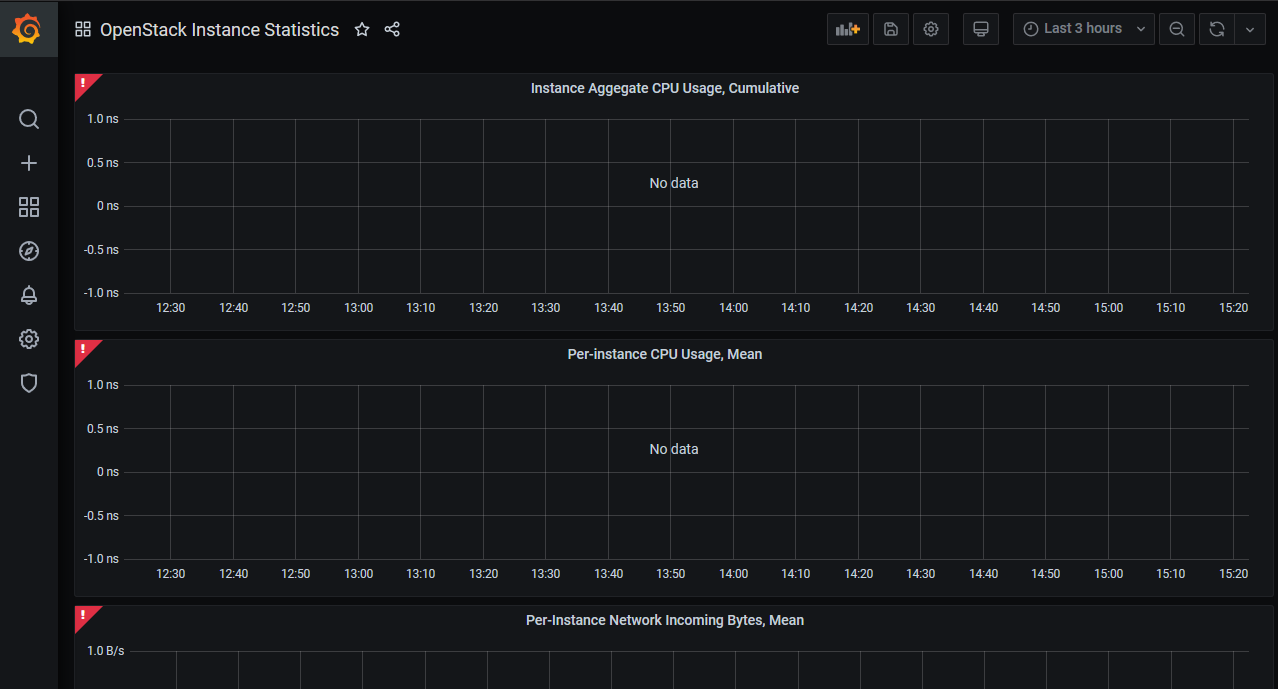 OpenStack Instance Statistics
Last 3 hours
!
Instance Aggegate CPU Usage, Cumulative
1.0 ns
0.5 ns
No data
0 ns
-0.5 ns
-1.0 ns
12:30 12:40 12:50 13:00 13:10 13:20 13:30 13:40 13:50 14:00 14:10 14:20 14:30 14:40 14:50 15:00 15:10 15:20
!
Per-instance CPU Usage, Mean
1.0 ns
0.5 ns
No data
0 ns
-0.5 ns
-1.0 ns
12:30 12:40 12:50 13:00 13:10 13:20 13:30 13:40 13:50 14:00 14:10 14:20 14:30 14:40 14:50 15:00 15:10 15:20
!
Per-Instance Network Incoming Bytes, Mean
1.0 B/s